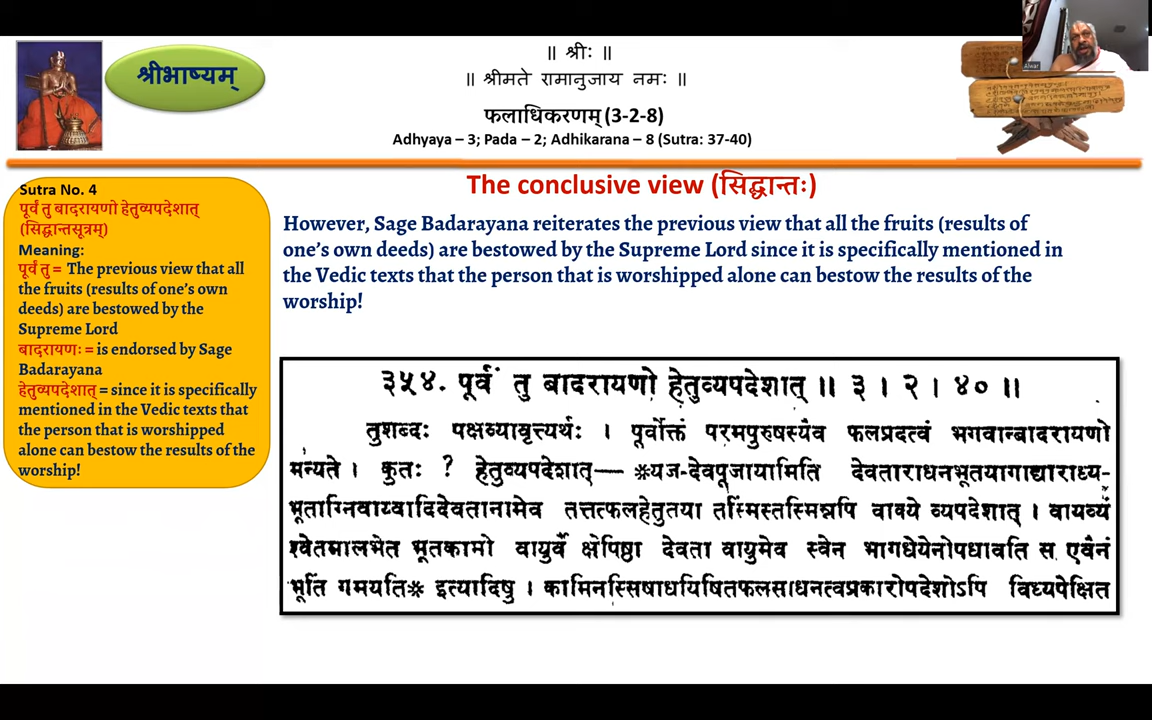 ॥ श्रीः ॥
॥ श्रीमते रामानुजाय नमः ॥
श्रीभाष्यम्
फलाधिकरणम् (3-2-8)
Adhyaya – 3; Pada – 2; Adhikarana – 8 (Sutra: 37-40)
Alwar
Sutra No. 4
पूर्वं तु बादरायणो हेतुव्यपदेशात्
(सिद्धान्तसूत्रम्)
Meaning:
पूर्वं तु = The previous view that all
the fruits (results of one’s own
deeds) are bestowed by the
Supreme Lord
बादरायणः = is endorsed by Sage
Badarayana
हेतुव्यपदेशात् = since it is specifically
mentioned in the Vedic texts that
the person that is worshipped
alone can bestow the results of the
worship!
The conclusive view (सिद्धान्तः)
However, Sage Badarayana reiterates the previous view that all the fruits (results of
one’s own deeds) are bestowed by the Supreme Lord since it is specifically mentioned in
the Vedic texts that the person that is worshipped alone can bestow the results of the
worship!
३५४. पूर्वं तु बादरायणो हेतुव्यपदेशात् ॥ ३ । २ । ४० ॥
तुशब्दः पक्षव्यावृत्त्यर्थः । पूर्वोक्तं परमपुरुषस्यैव फलप्रदत्वं भगवान्बादरायणो
मन्यते । कुतः ? हेतुव्यपदेशात्— ※यज-देवपूजायामिति देवताराधनभूतयागाद्याराध्य-
भूताग्निवाय्वादिदेवतानामेव तत्तत्फलहेतुतया तस्मिंस्तस्मिन्नपि वाक्ये व्यपदेशात् । वायव्यं
श्वेतमालभेत भूतकामो वायुर्वै क्षेपिष्ठा देवता वायुमेव स्वेन भागधेयेनोपधावति स एवैनं
भूतिं गमयति※ इत्यादिषु । कामिनस्सिषाधयिषितफलसाधनत्वप्रकारोपदेशोऽपि विध्यपेक्षित